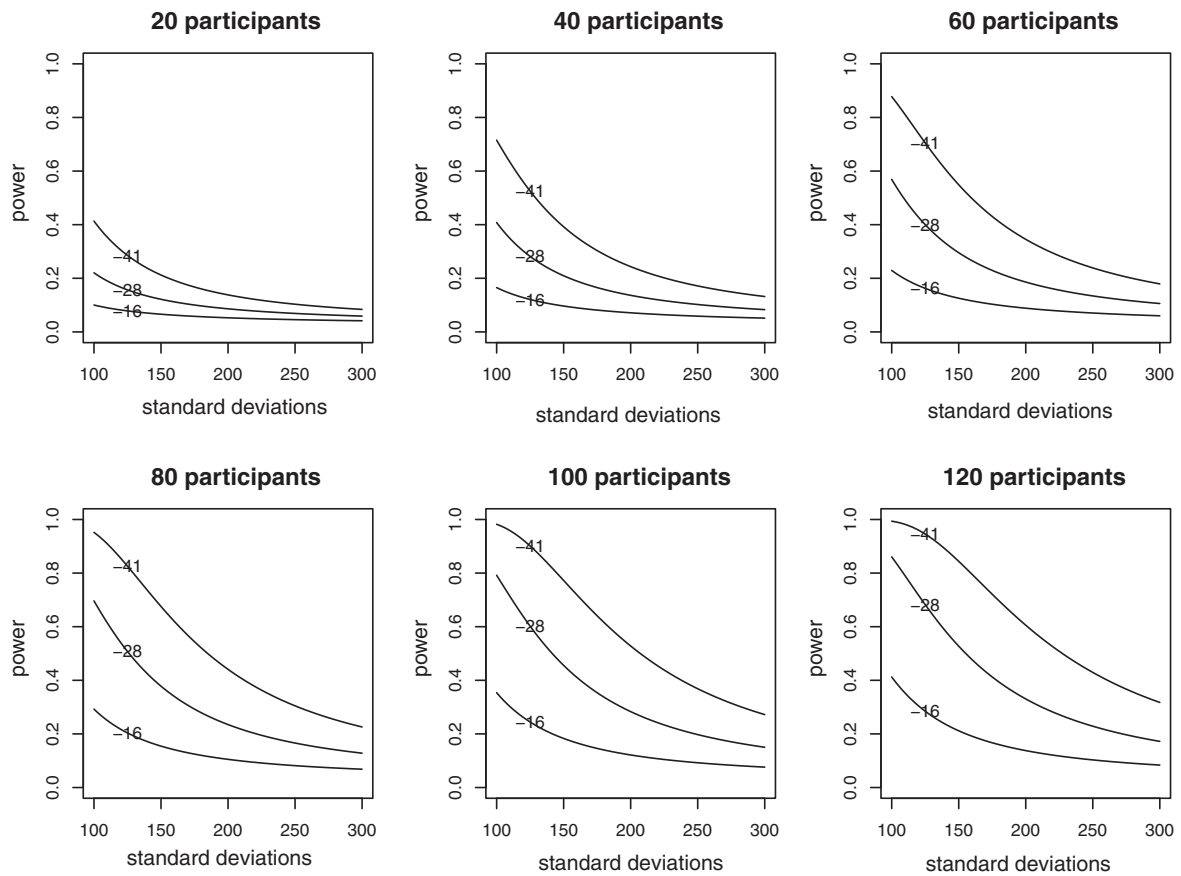 20 participants
40 participants
60 participants
power
0.0 0.2 0.4 0.6 0.8 1.0
–41
–28
–16
100 150 200 250 300
standard deviations
power
0.0 0.2 0.4 0.6 0.8 1.0
–41
–28
–16
100 150 200 250 300
standard deviations
power
0.0 0.2 0.4 0.6 0.8 1.0
–41
–28
–16
100 150 200 250 300
standard deviations
80 participants
100 participants
120 participants
power
0.0 0.2 0.4 0.6 0.8 1.0
–41
–28
–16
100 150 200 250 300
standard deviations
power
0.0 0.2 0.4 0.6 0.8 1.0
–41
–28
–16
100 150 200 250 300
standard deviations
power
0.0 0.2 0.4 0.6 0.8 1.0
–41
–28
–16
100 150 200 250 300
standard deviations